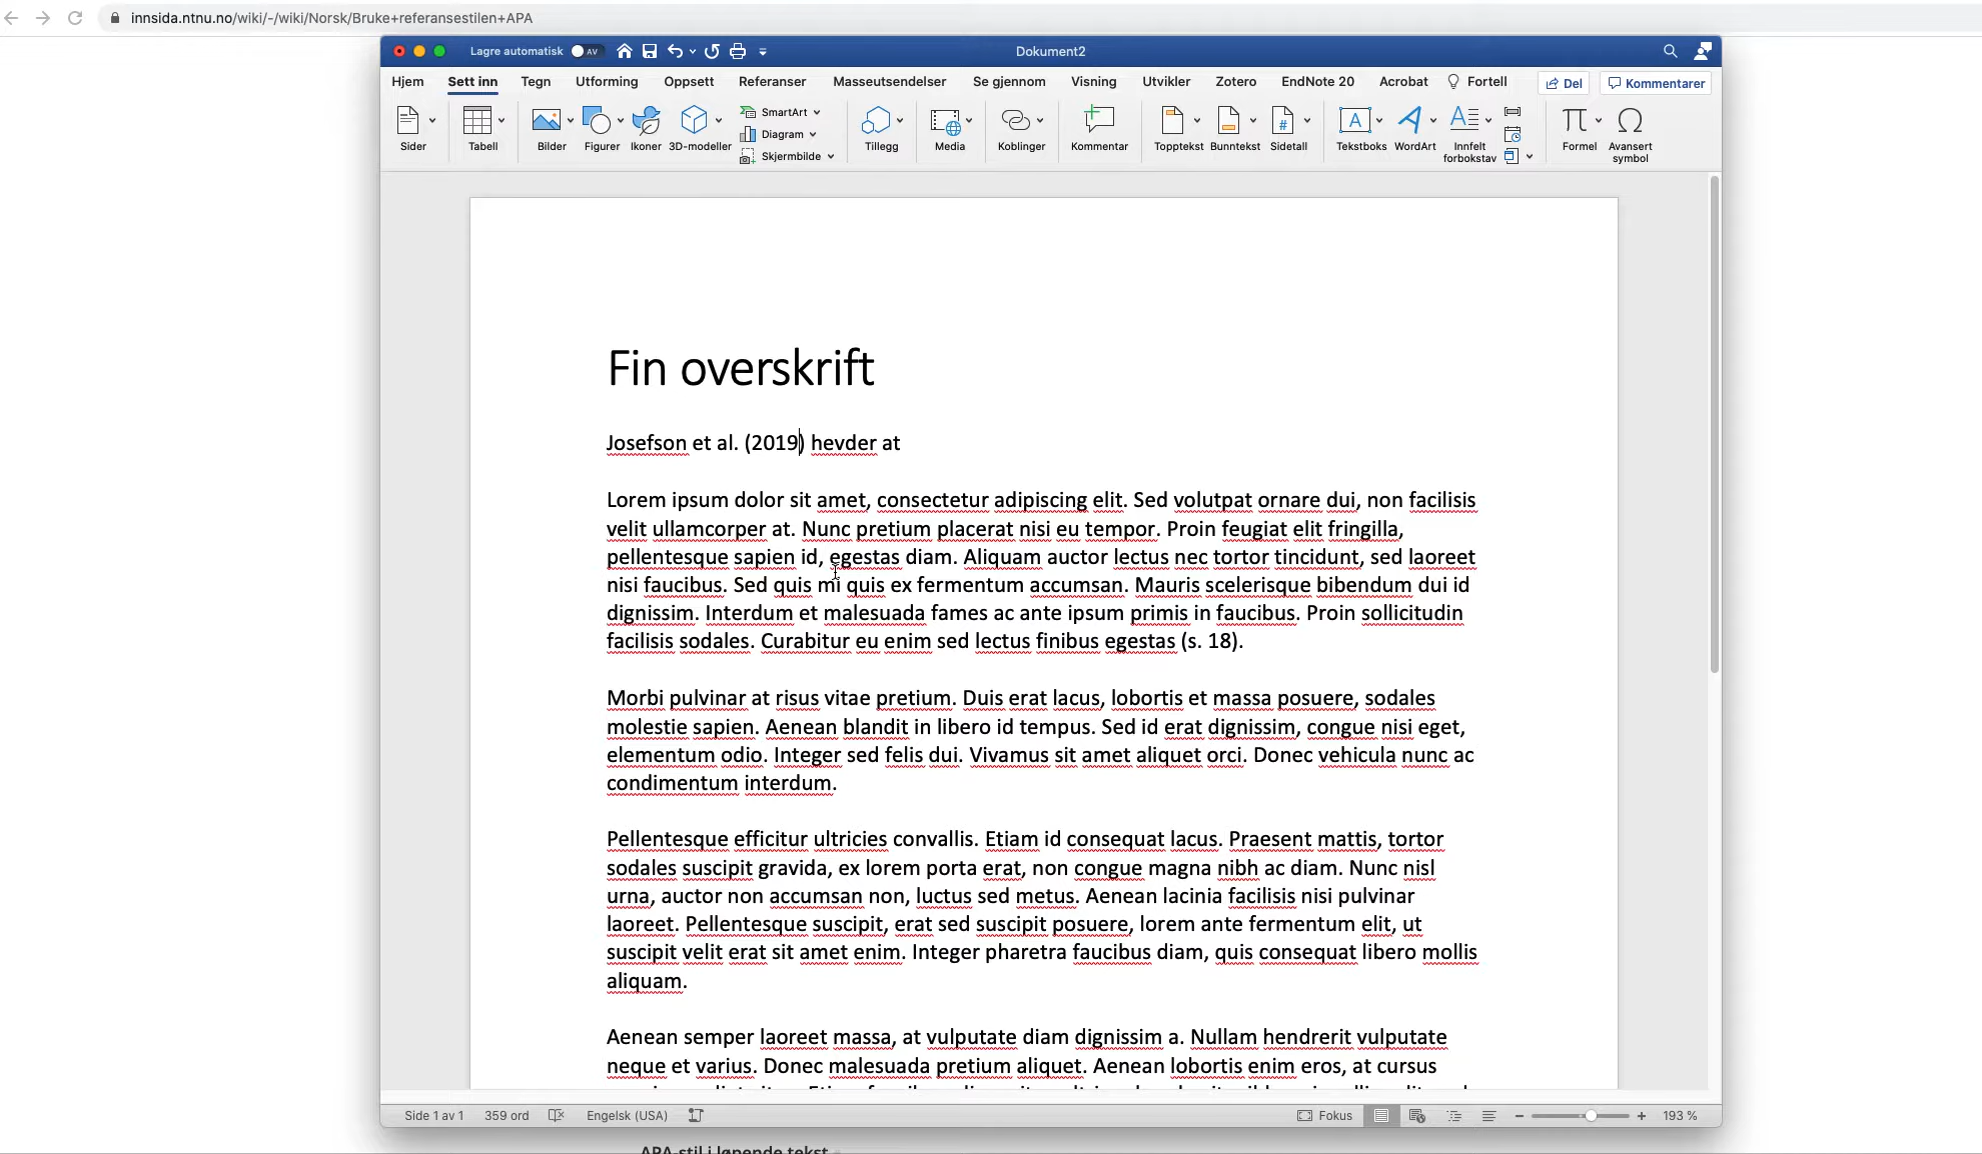 innsida.ntnu.no/wiki/-/wiki/Norsk/Bruke+referansestilen+APA
Lagre automatisk AV Dokument2
Hjem Sett inn Tegn Utforming Oppsett Referanser Masseutsendelser Se gjennom Visning Utvikler Zotero EndNote 20 Acrobat Fortell Del Kommentarer
SmartArt
Diagram
Skjermbilde
Sider Tabell Bilder Figurer Ikoner 3D-modeller Tillegg Media Koblinger Kommentar Topptekst Bunntekst Sidetall Tekstboks WordArt Innfelt forbokstav Formel Avansert symbol
Fin overskrift
Josefson et al. (2019) hevder at
Lorem ipsum dolor sit amet, consectetur adipiscing elit. Sed volutpat ornare dui, non facilisis
velit ullamcorper at. Nunc pretium placerat nisi eu tempor. Proin feugiat elit fringilla,
pellentesque sapien id, egestas diam. Aliquam auctor lectus nec tortor tincidunt, sed laoreet
nisi faucibus. Sed quis mi quis ex fermentum accumsan. Mauris scelerisque bibendum dui id
dignissim. Interdum et malesuada fames ac ante ipsum primis in faucibus. Proin sollicitudin
facilisis sodales. Curabitur eu enim sed lectus finibus egestas (s. 18).
Morbi pulvinar at risus vitae pretium. Duis erat lacus, lobortis et massa posuere, sodales
molestie sapien. Aenean blandit in libero id tempus. Sed id erat dignissim, congue nisi eget,
elementum odio. Integer sed felis dui. Vivamus sit amet aliquet orci. Donec vehicula nunc ac
condimentum interdum.
Pellentesque efficitur ultricies convallis. Etiam id consequat lacus. Praesent mattis, tortor
sodales suscipit gravida, ex lorem porta erat, non congue magna nibh ac diam. Nunc nisl
urna, auctor non accumsan non, luctus sed metus. Aenean lacinia facilisis nisi pulvinar
laoreet. Pellentesque suscipit, erat sed suscipit posuere, lorem ante fermentum elit, ut
suscipit velit erat sit amet enim. Integer pharetra faucibus diam, quis consequat libero mollis
aliquam.
Aenean semper laoreet massa, at vulputate diam dignissim a. Nullam hendrerit vulputate
neque et varius. Donec malesuada pretium aliquet. Aenean lobortis enim eros, at cursus
Side 1 av 1 359 ord Engelsk (USA) Fokus 193 %
APA-stil i løpende tekst